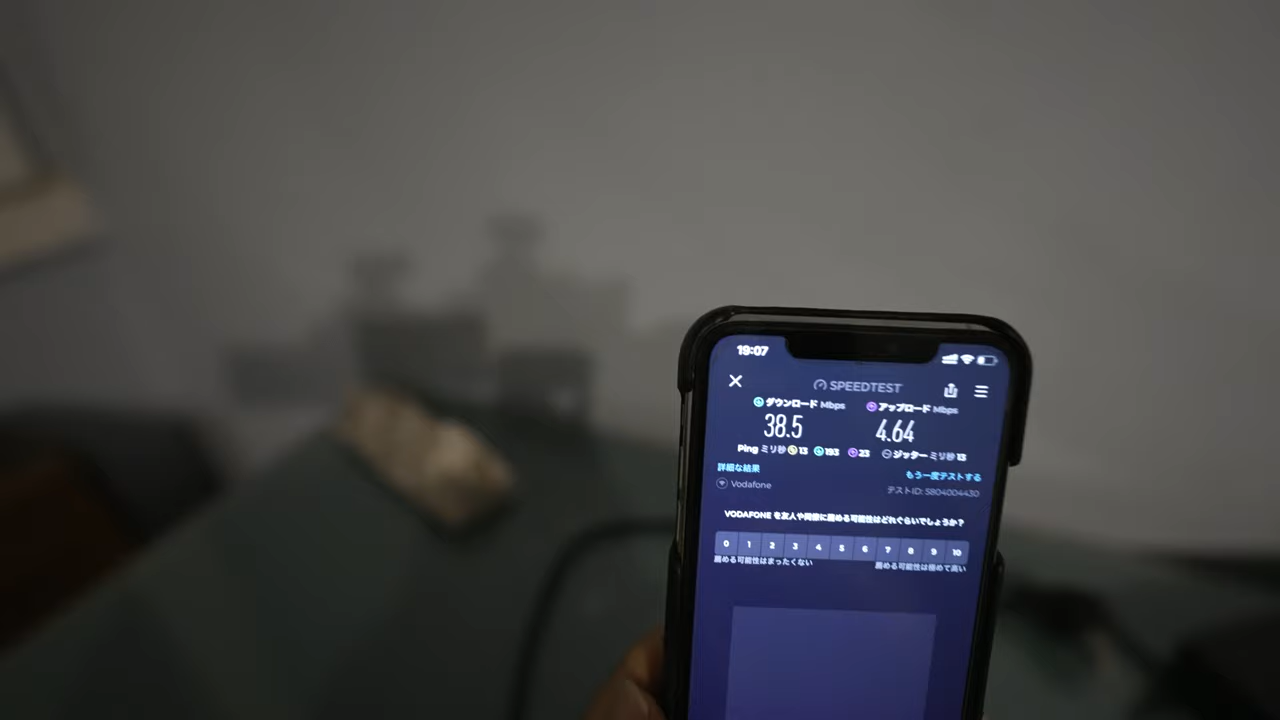 19:07
SPEEDTEST
ダウンロード Mbps アップロード Mbps
38.5 4.64
Ping ミリ秒 13 193 23 ジッター ミリ秒 13
詳細な結果 もう一度テストする
Vodafone テストID: 5804004430
VODAFONE を友人や同僚に薦める可能性はどれぐらいでしょうか?
0 1 2 3 4 5 6 7 8 9 10
薦める可能性はまったくない 薦める可能性は極めて高い